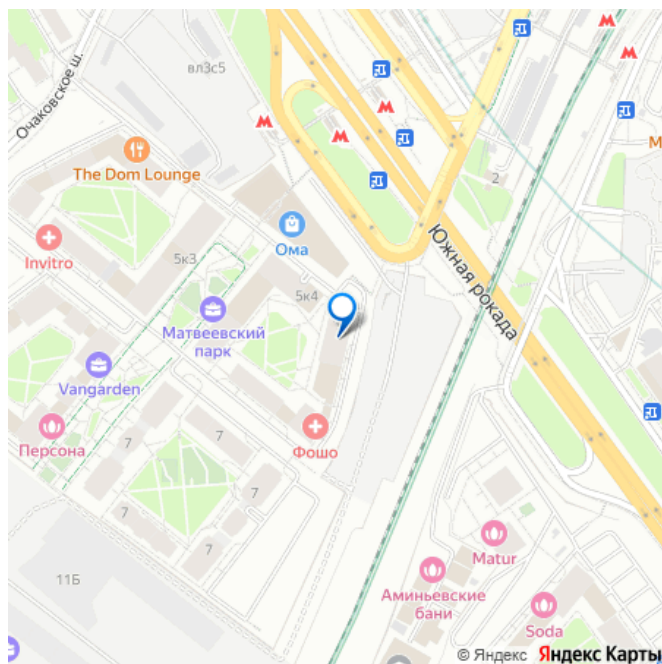 Очаковское ш.
вл3с5
The Dom Lounge
Invitro
5к3
Ома
5к4
Южная рокада
2
М
Матвеевский
парк
Vangarden
Персона
7
7
7
7
Фошо
11Б
Matur
Аминьевские
бани
Soda
© Яндекс Яндекс Карты